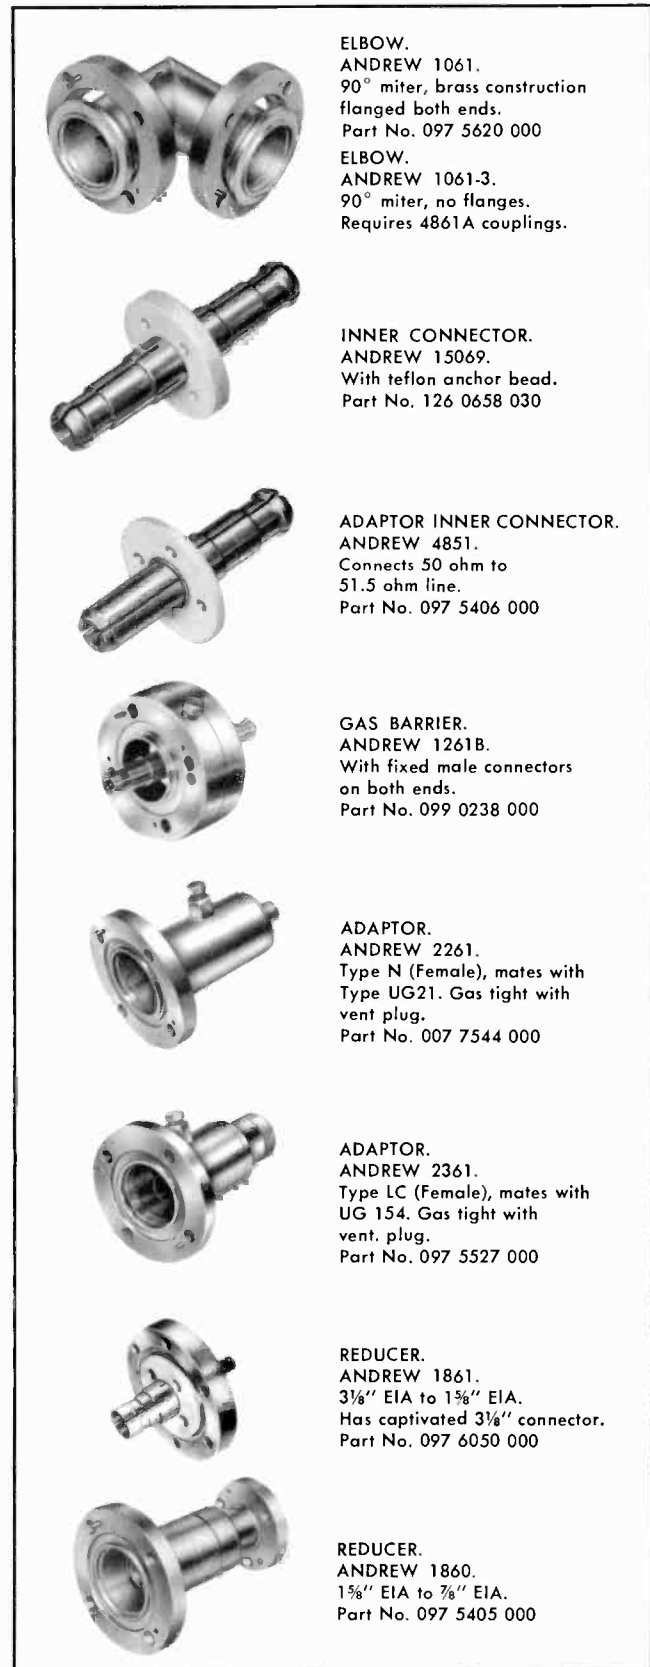 ELBOW.
ANDREW 1061.
90° miter, brass construction
flanged both ends.
Part No. 097 5620 000
ELBOW.
ANDREW 1061-3.
90° miter, no flanges.
Requires 4861A couplings.
INNER CONNECTOR.
ANDREW 15069.
With teflon anchor bead.
Part No. 126 0658 030
ADAPTOR INNER CONNECTOR.
ANDREW 4851.
Connects 50 ohm to
51.5 ohm line.
Part No. 097 5406 000
GAS BARRIER.
ANDREW 1261B.
With fixed male connectors
on both ends.
Part No. 099 0238 000
ADAPTOR.
ANDREW 2261.
Type N (Female), mates with
Type UG21. Gas tight with
vent plug.
Part No. 007 7544 000
ADAPTOR.
ANDREW 2361.
Type LC (Female), mates with
UG 154. Gas tight with
vent. plug.
Part No. 097 5527 000
REDUCER.
ANDREW 1861.
3⅛" EIA to 1⅝" EIA.
Has captivated 3⅛" connector.
Part No. 097 6050 000
REDUCER.
ANDREW 1860.
1⅝" EIA to ⅞" EIA.
Part No. 097 5405 000